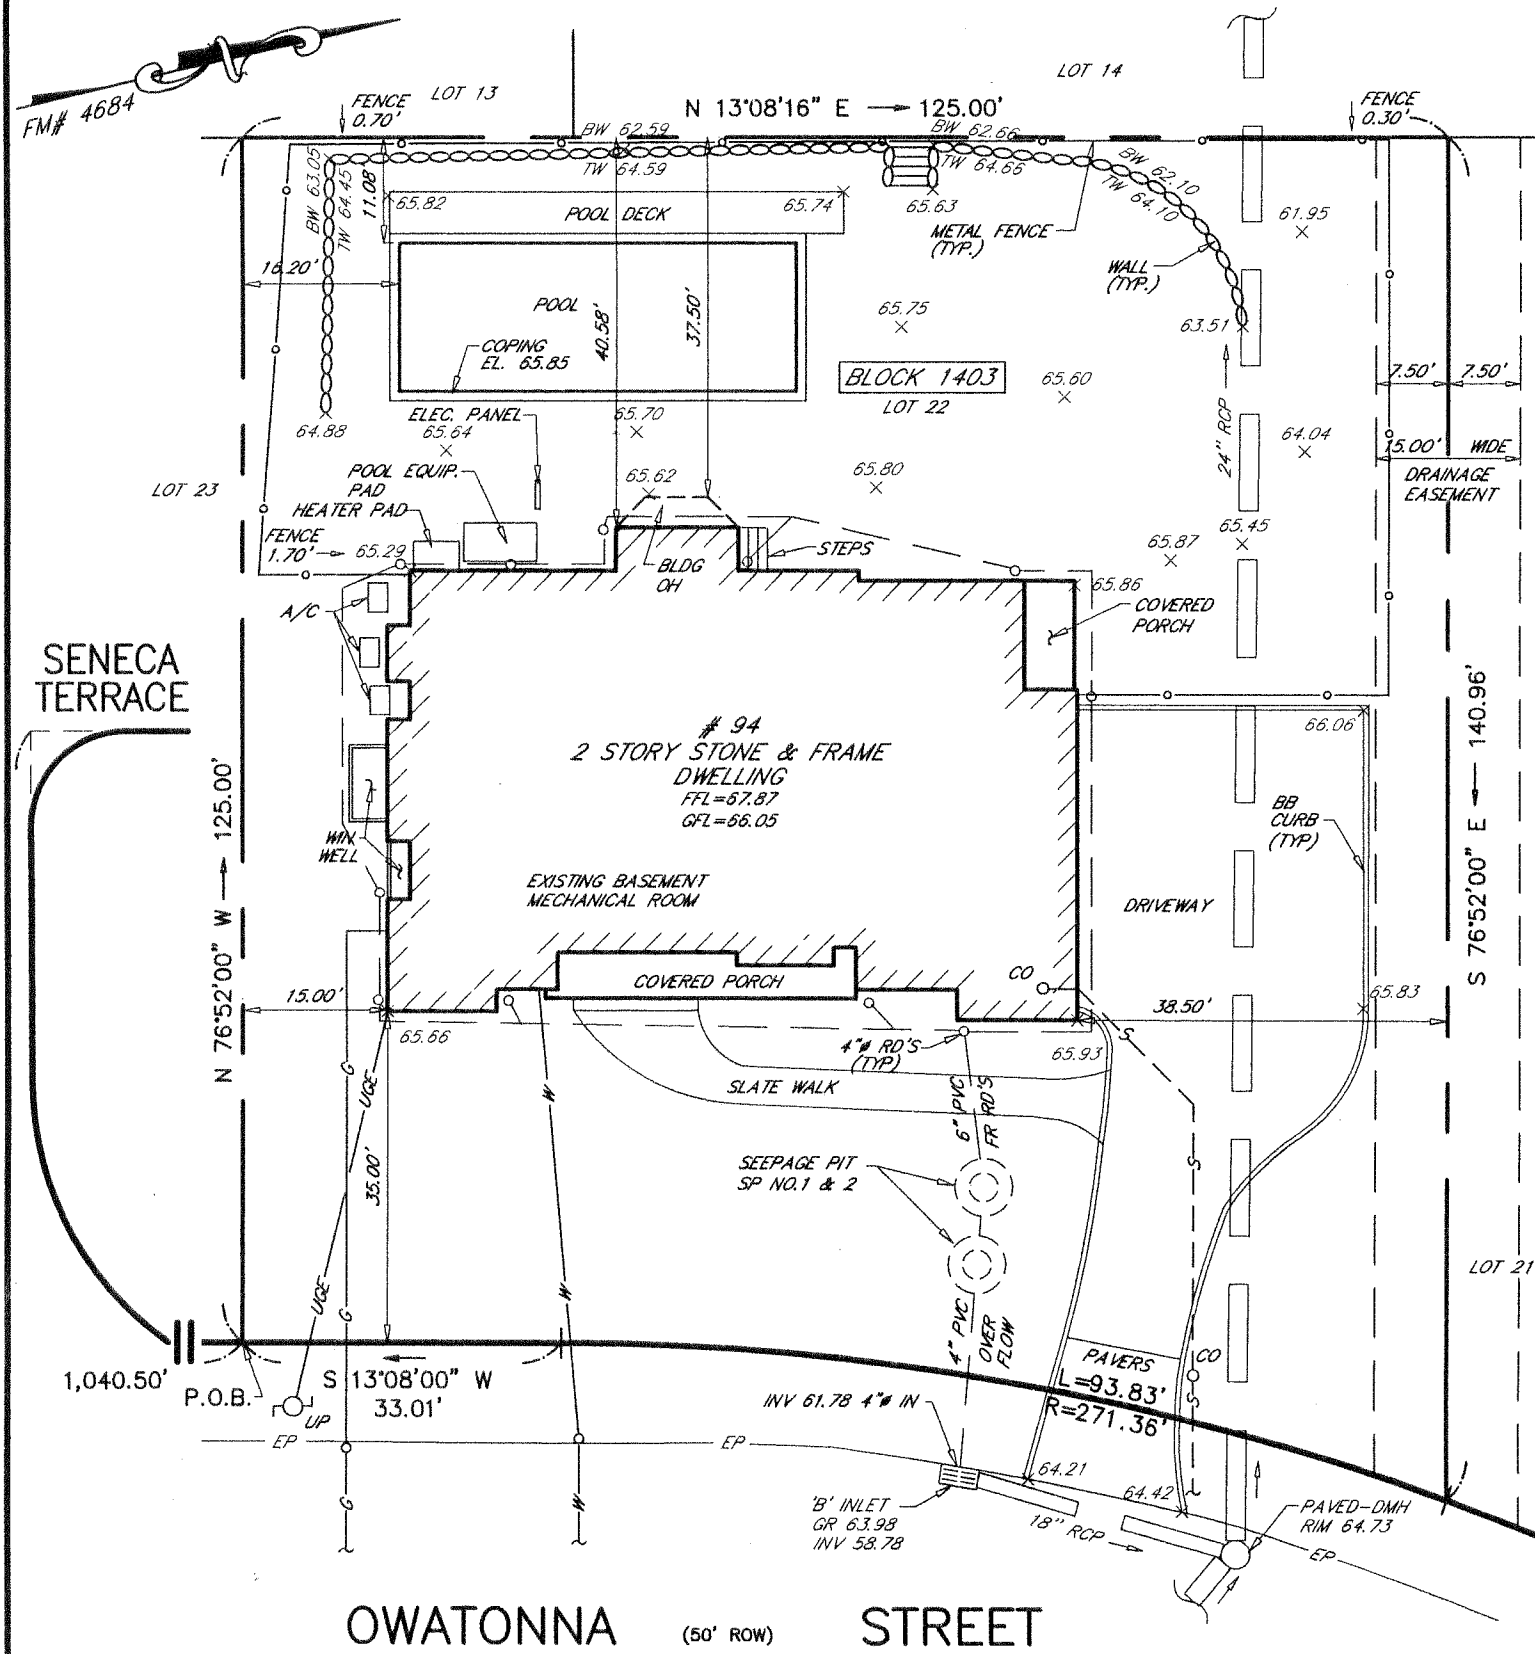 FM# 4684
LOT 13
LOT 14
FENCE
0.70'
N 13°08'16" E
125.00'
FENCE
0.30'
BW 62.59
TW 64.59
BW 62.66
TW 64.66
BW 62.10
TW 64.10
BW 63.05
TW 64.45
11.08
65.82
POOL DECK
65.74
65.63
61.95
METAL FENCE
(TYP.)
WALL
(TYP.)
16.20'
POOL
40.58'
37.50'
65.75
63.51
COPING
EL. 65.85
BLOCK 1403
LOT 22
65.60
7.50'
7.50'
64.88
ELEC. PANEL
65.64
65.70
24" RCP
64.04
15.00' WIDE
DRAINAGE
EASEMENT
LOT 23
POOL EQUIP.
PAD
HEATER PAD
65.62
65.80
FENCE
1.70'
65.29
BLDG
OH
STEPS
65.87
65.45
65.86
A/C
COVERED
PORCH
SENECA
TERRACE
# 94
2 STORY STONE & FRAME
DWELLING
FFL=67.87
GFL=66.05
66.06
S 76°52'00" E
140.96'
N 76°52'00" W
125.00'
WIN.
WELL
BB
CURB
(TYP)
EXISTING BASEMENT
MECHANICAL ROOM
DRIVEWAY
COVERED PORCH
CO
15.00'
65.66
38.50'
65.83
4"ø RD'S
(TYP)
65.93
S
G
UGE
W
SLATE WALK
6" PVC
FR RD'S
35.00'
SEEPAGE PIT
SP NO.1 & 2
S
LOT 21
UGE
G
W
4" PVC
OVER
FLOW
PAVERS
CO
1,040.50'
P.O.B.
S 13°08'00" W
33.01'
L=93.83'
R=271.36'
S
UP
INV 61.78 4"ø IN
EP
EP
64.21
64.42
G
W
'B' INLET
GR 63.98
INV 58.78
18" RCP
PAVED-DMH
RIM 64.73
EP
OWATONNA (50' ROW) STREET